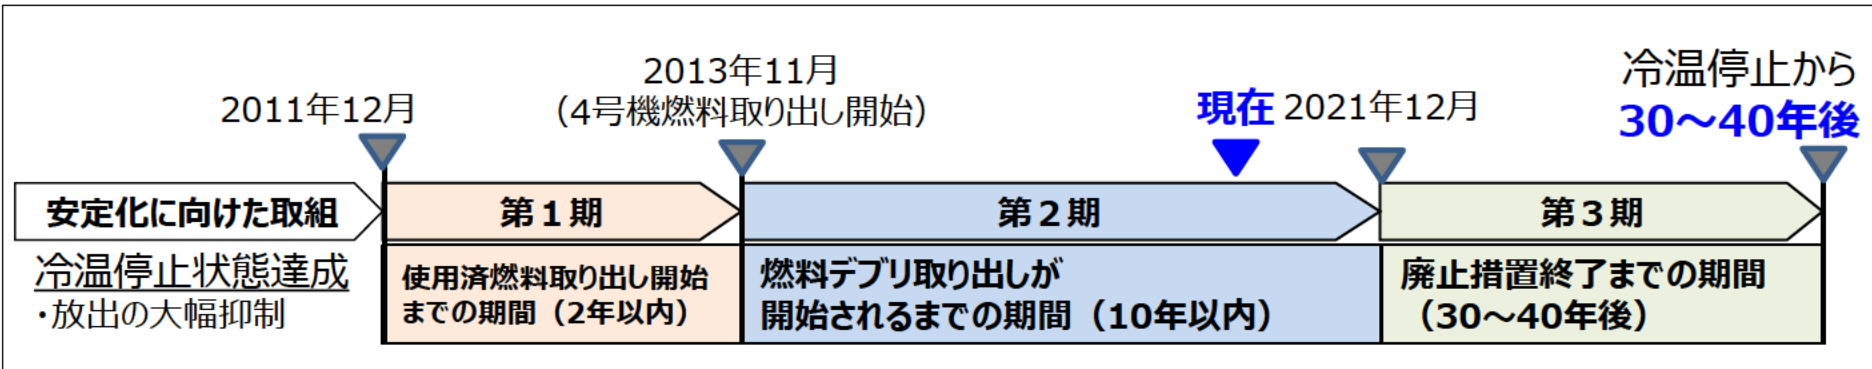 2011年12月
2013年11月
（4号機燃料取り出し開始）
現在
2021年12月
冷温停止から
30～40年後
安定化に向けた取組
第１期
第２期
第３期
冷温停止状態達成
・放出の大幅抑制
使用済燃料取り出し開始
までの期間（2年以内）
燃料デブリ取り出しが
開始されるまでの期間（10年以内）
廃止措置終了までの期間
（30～40年後）